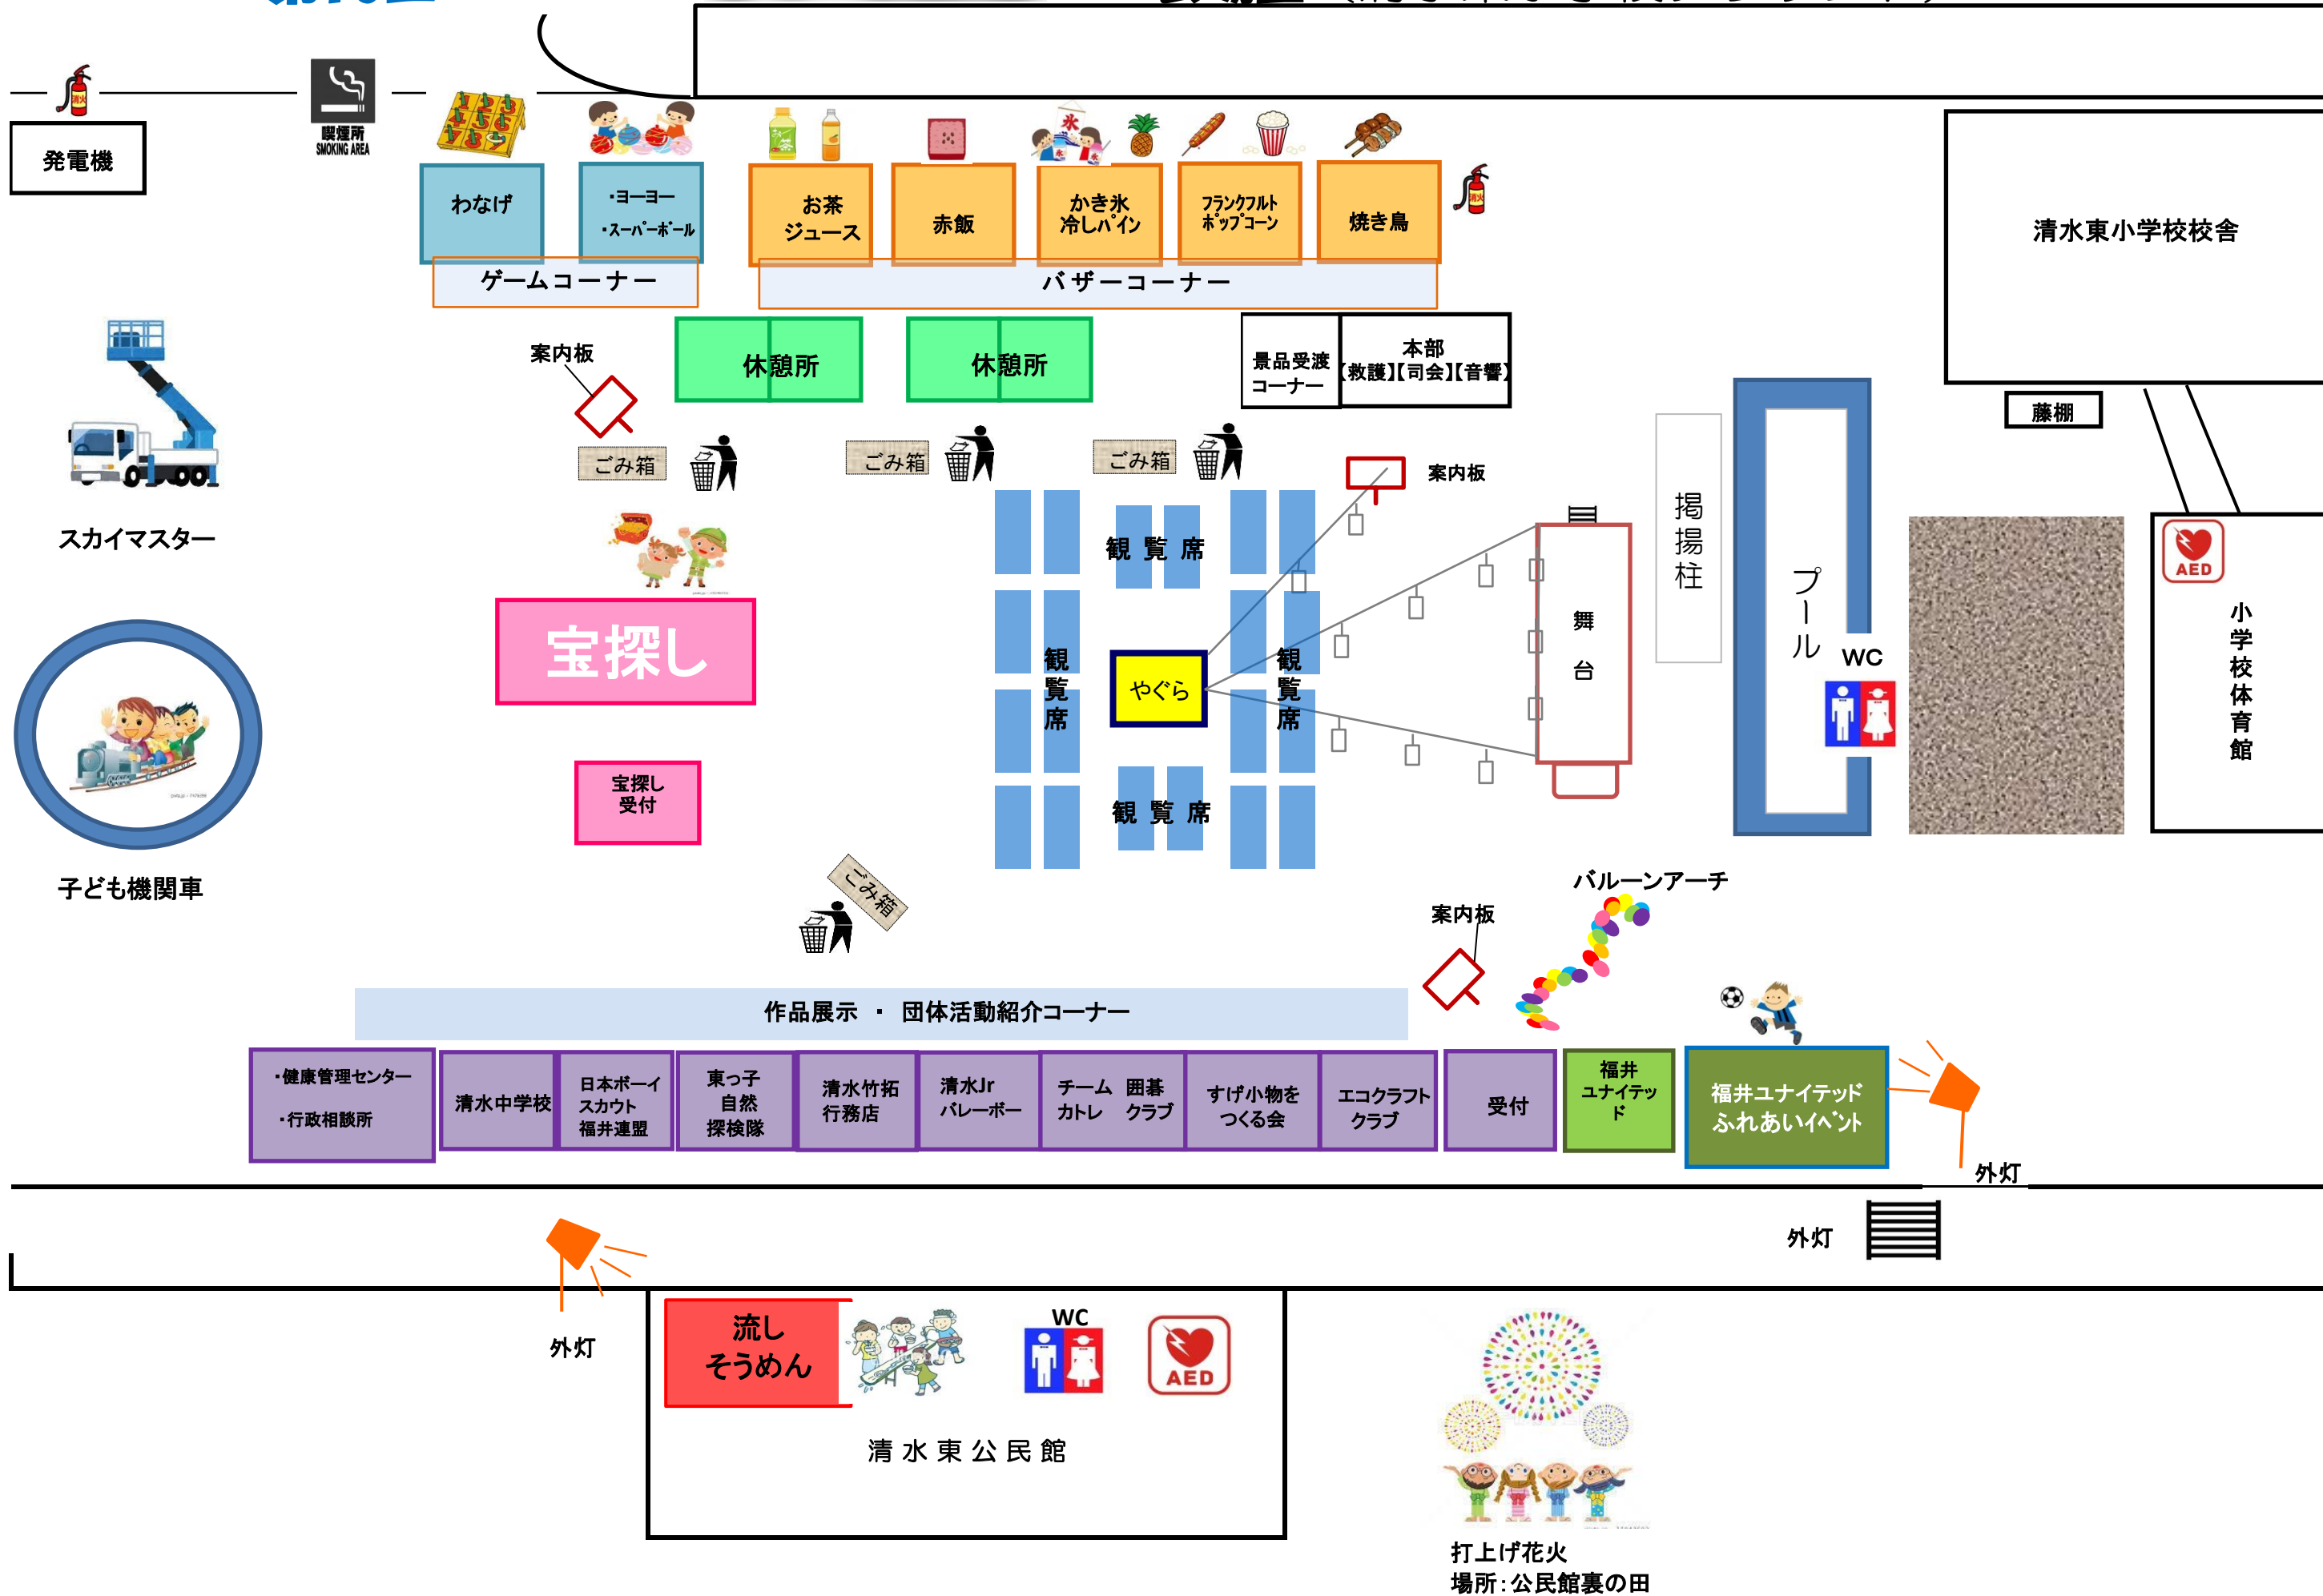 発電機
消火
喫煙所
SMOKING AREA
わなげ
・ヨーヨー
・スーパーボール
ゲームコーナー
お茶
ジュース
赤飯
氷
かき氷
冷しパイン
フランクフルト
ポップコーン
焼き鳥
消火
バザーコーナー
清水東小学校校舎
藤棚
案内板
休憩所
休憩所
景品受渡
コーナー
本部
【救護】【司会】【音響】
ごみ箱
ごみ箱
ごみ箱
案内板
スカイマスター
宝探し
宝探し
受付
子ども機関車
観覧席
観覧席
観覧席
観覧席
やぐら
舞台
掲揚柱
プール
WC
AED
小学校体育館
ごみ箱
案内板
バルーンアーチ
作品展示 ・ 団体活動紹介コーナー
・健康管理センター
・行政相談所
清水中学校
日本ボーイ
スカウト
福井連盟
東っ子
自然
探検隊
清水竹拓
行務店
清水Jr
バレーボー
チーム
カトレ
囲碁
クラブ
すげ小物を
つくる会
エコクラフト
クラブ
受付
福井
ユナイテッ
ド
福井ユナイテッド
ふれあいイベント
外灯
外灯
外灯
流し
そうめん
WC
AED
清水東公民館
打上げ花火
場所:公民館裏の田